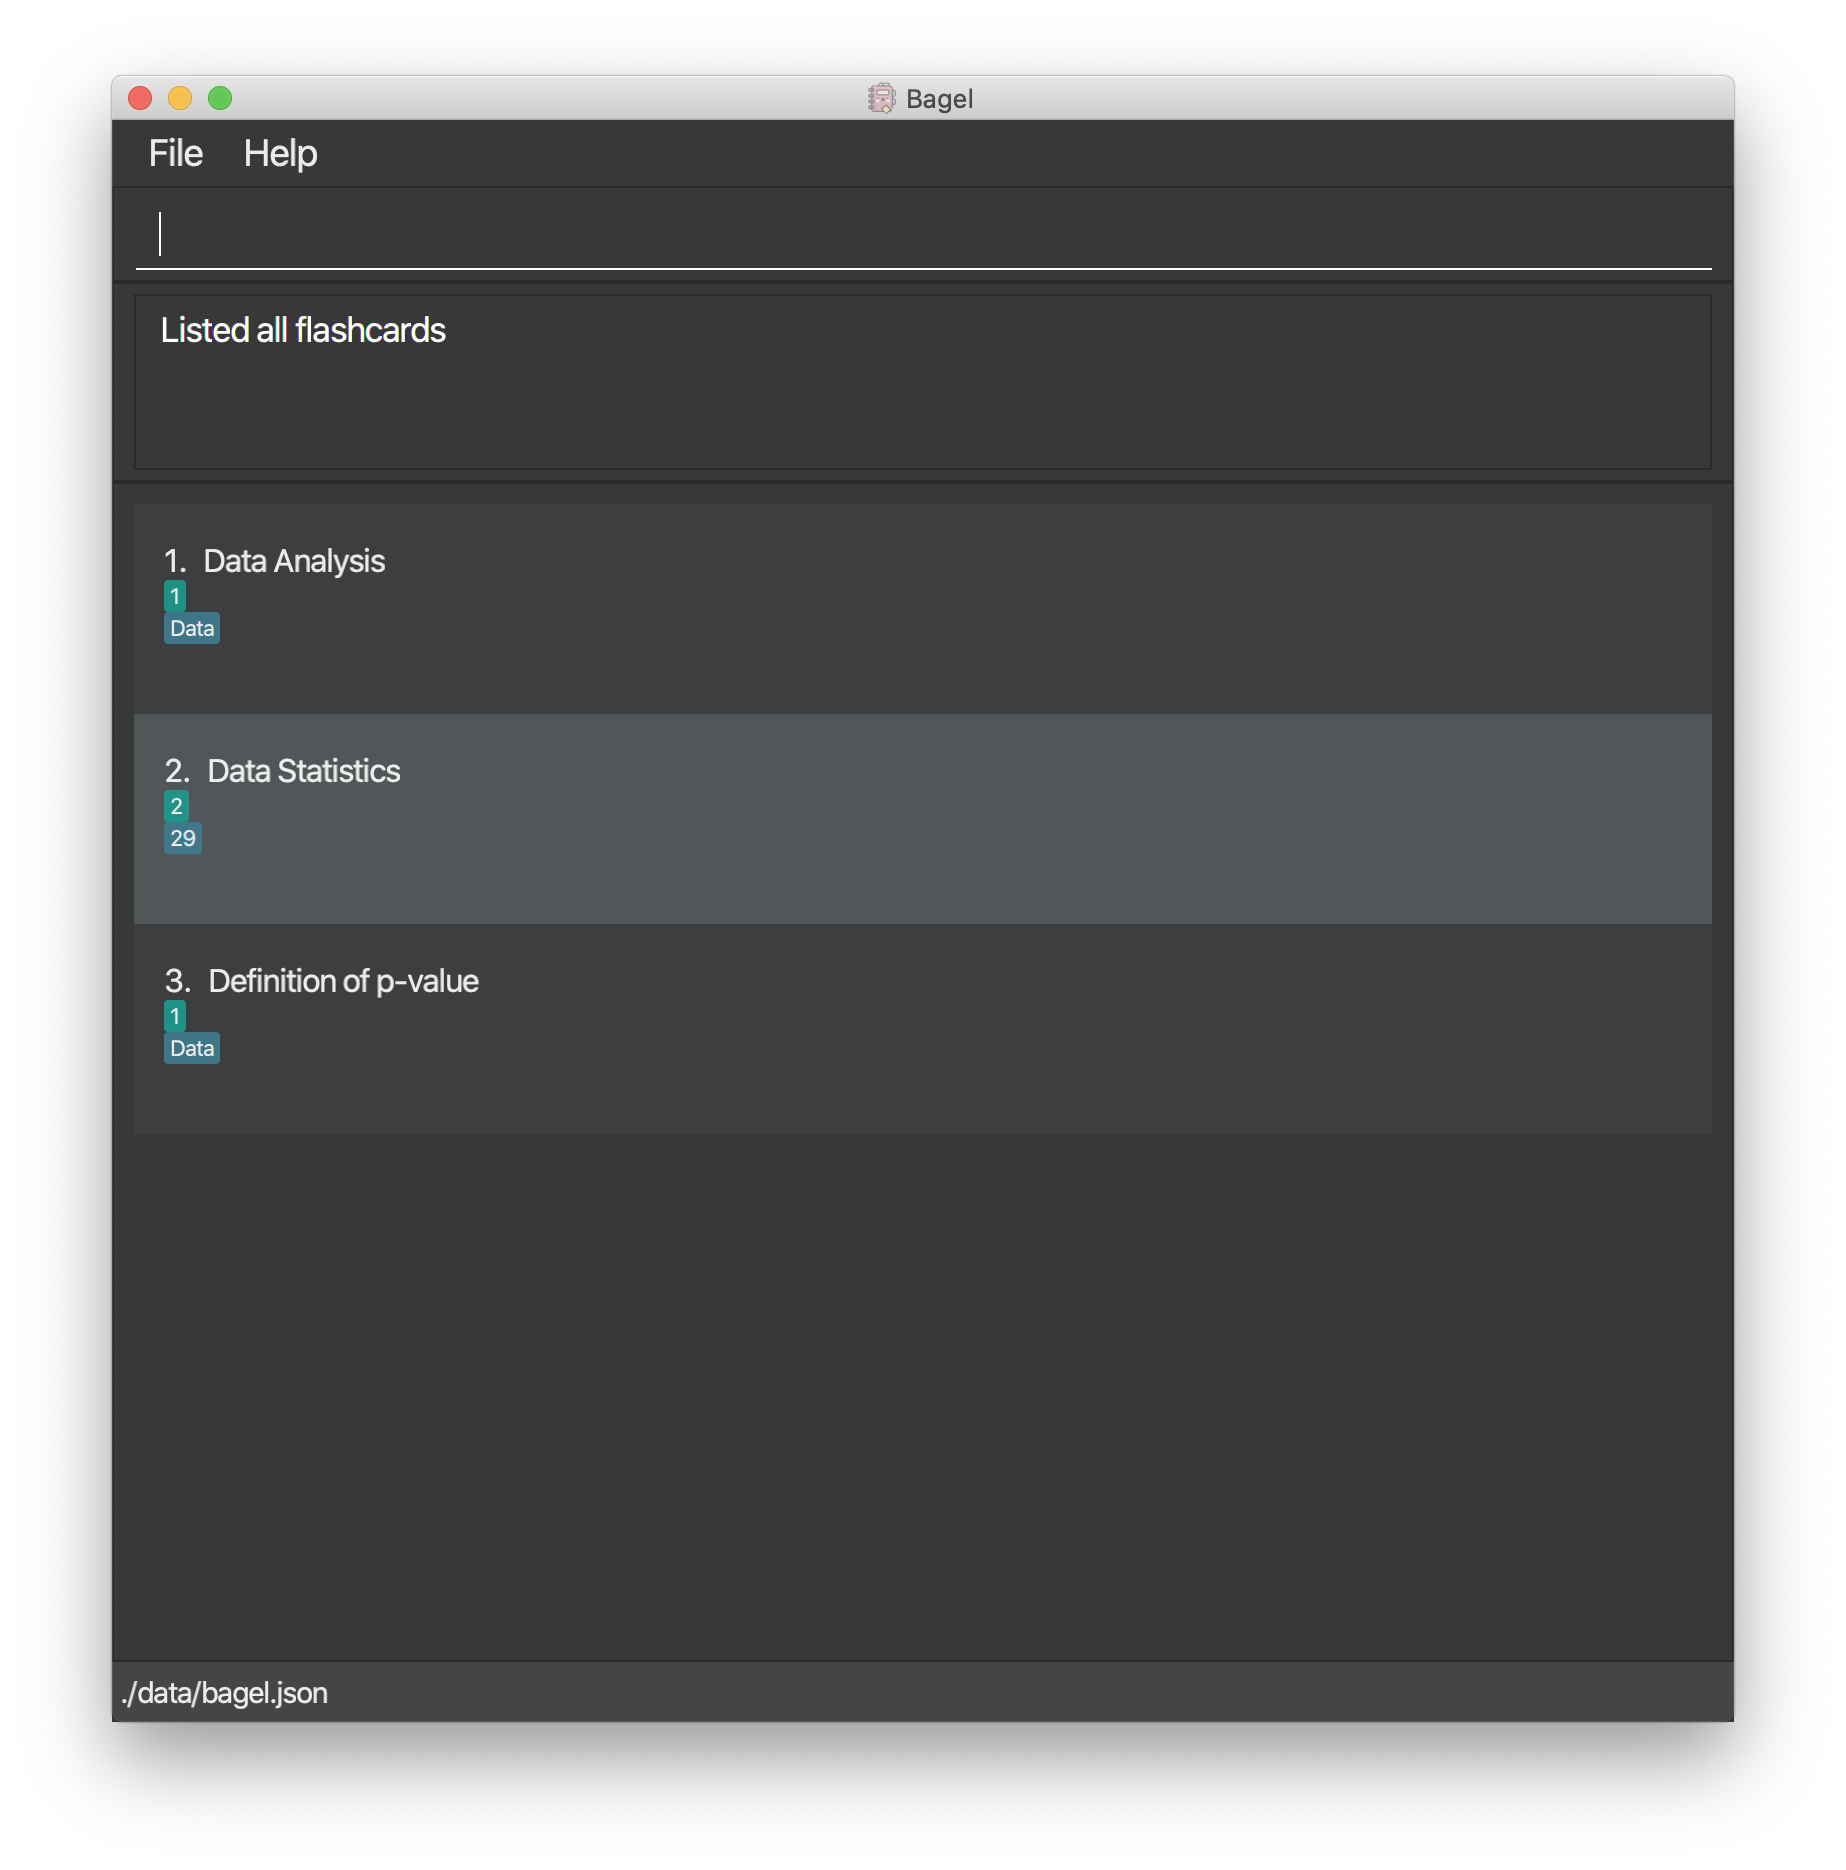 Bagel
File Help
Listed all flashcards
1. Data Analysis
1
Data
2. Data Statistics
2
29
3. Definition of p-value
1
Data
./data/bagel.json